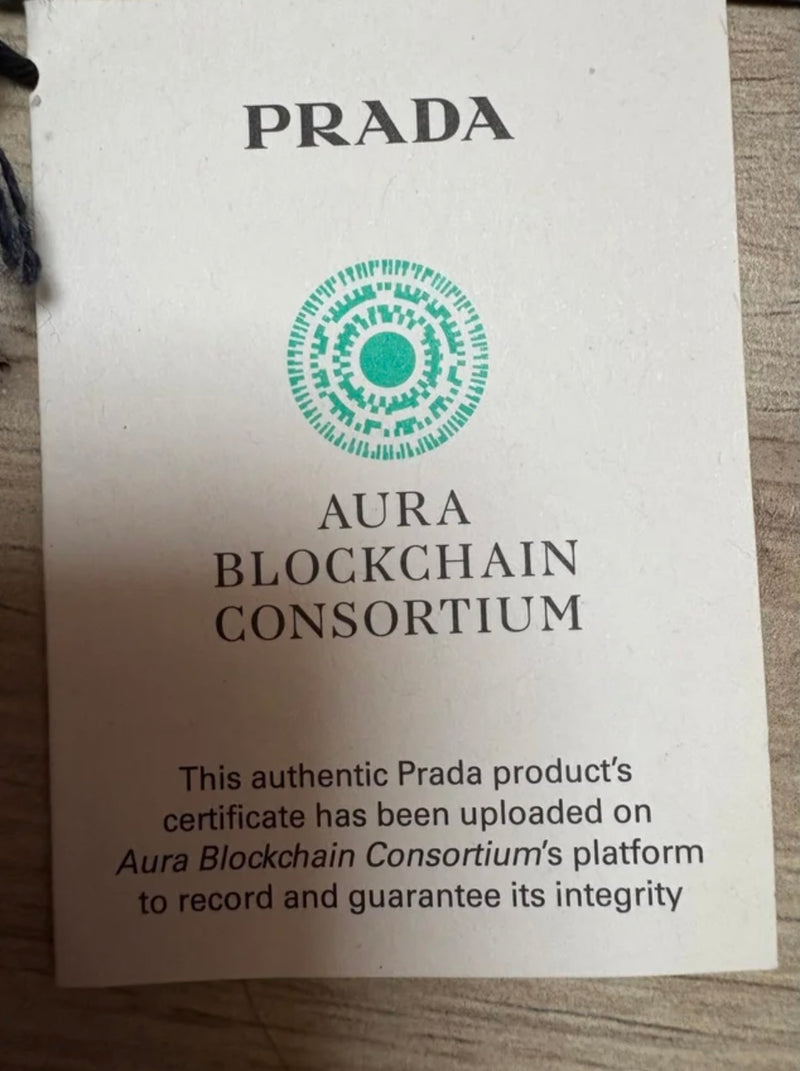 PRADA
AURA
BLOCKCHAIN
CONSORTIUM
This authentic Prada product's
certificate has been uploaded on
Aura Blockchain Consortium's platform
to record and guarantee its integrity